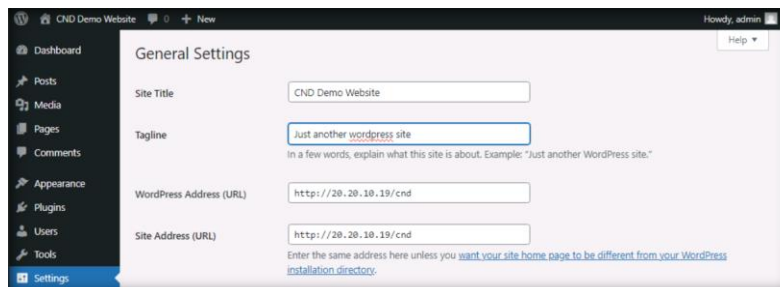 CND Demo Website 0 + New Howdy, admin
Help ▼
Dashboard
Posts
Media
Pages
Comments
Appearance
Plugins
Users
Tools
Settings
General Settings
Site Title CND Demo Website
Tagline Just another wordpress site
In a few words, explain what this site is about. Example: "Just another WordPress site."
WordPress Address (URL) http://20.20.10.19/cnd
Site Address (URL) http://20.20.10.19/cnd
Enter the same address here unless you want your site home page to be different from your WordPress
installation directory.